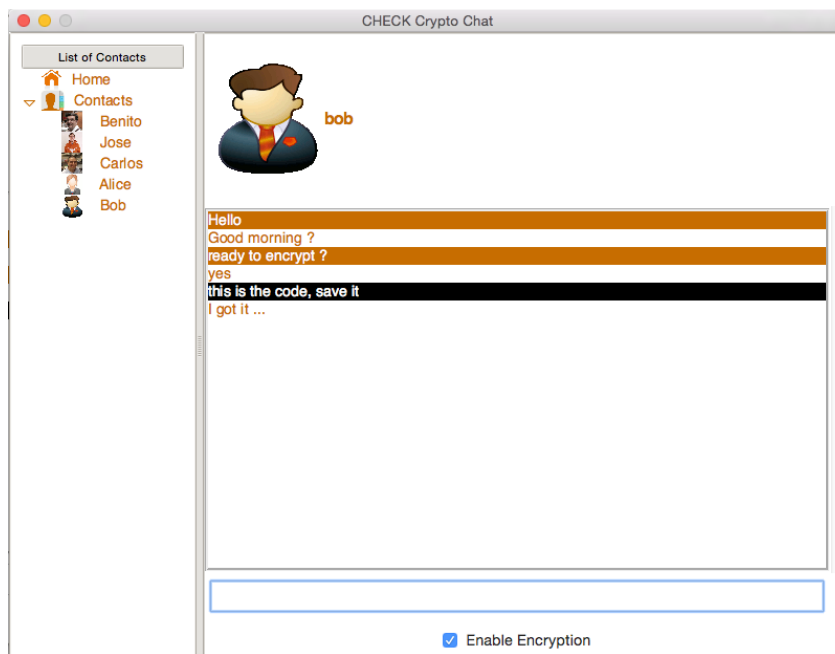 CHECK Crypto Chat
List of Contacts
Home
Contacts
Benito
Jose
Carlos
Alice
Bob
bob
Hello
Good morning ?
ready to encrypt ?
yes
this is the code, save it
I got it ...
Enable Encryption